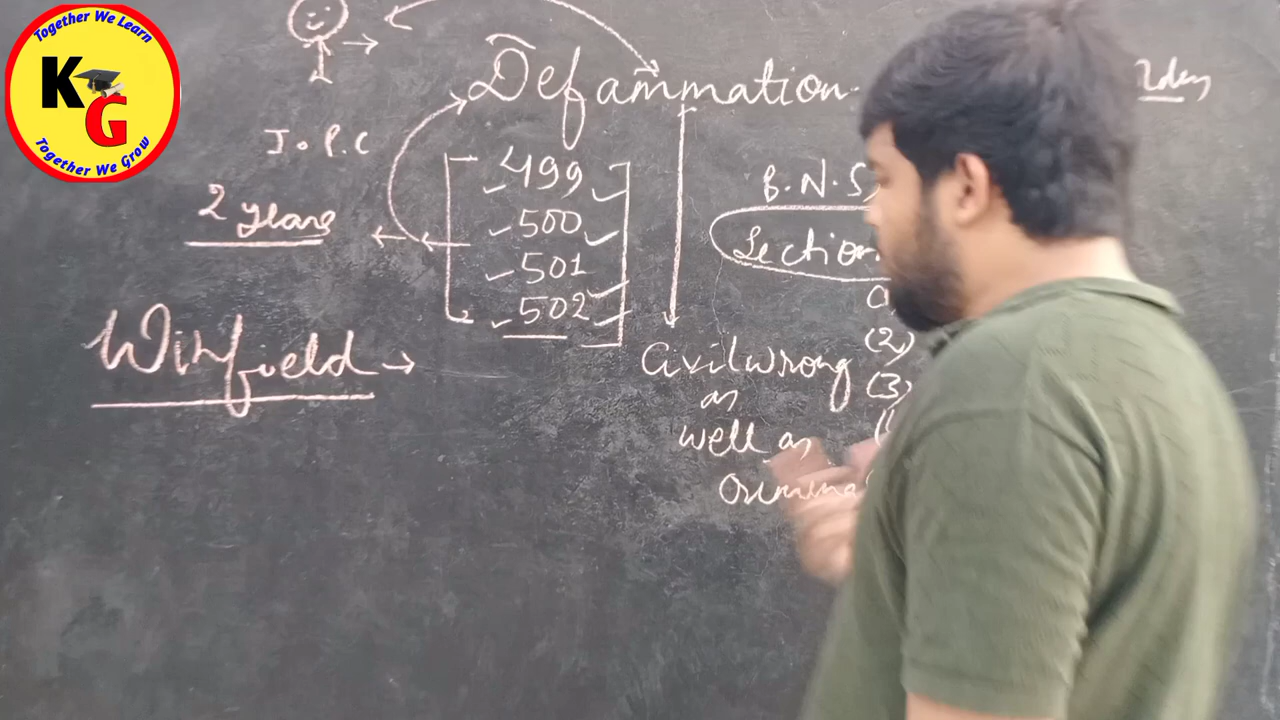 Together We Learn
KG
Together We Grow
Defammation
I.P.C
499
500
501
502
2 years
Winfield →
B.N.S
Section
(2)
(3)
Civil wrong
as
well as